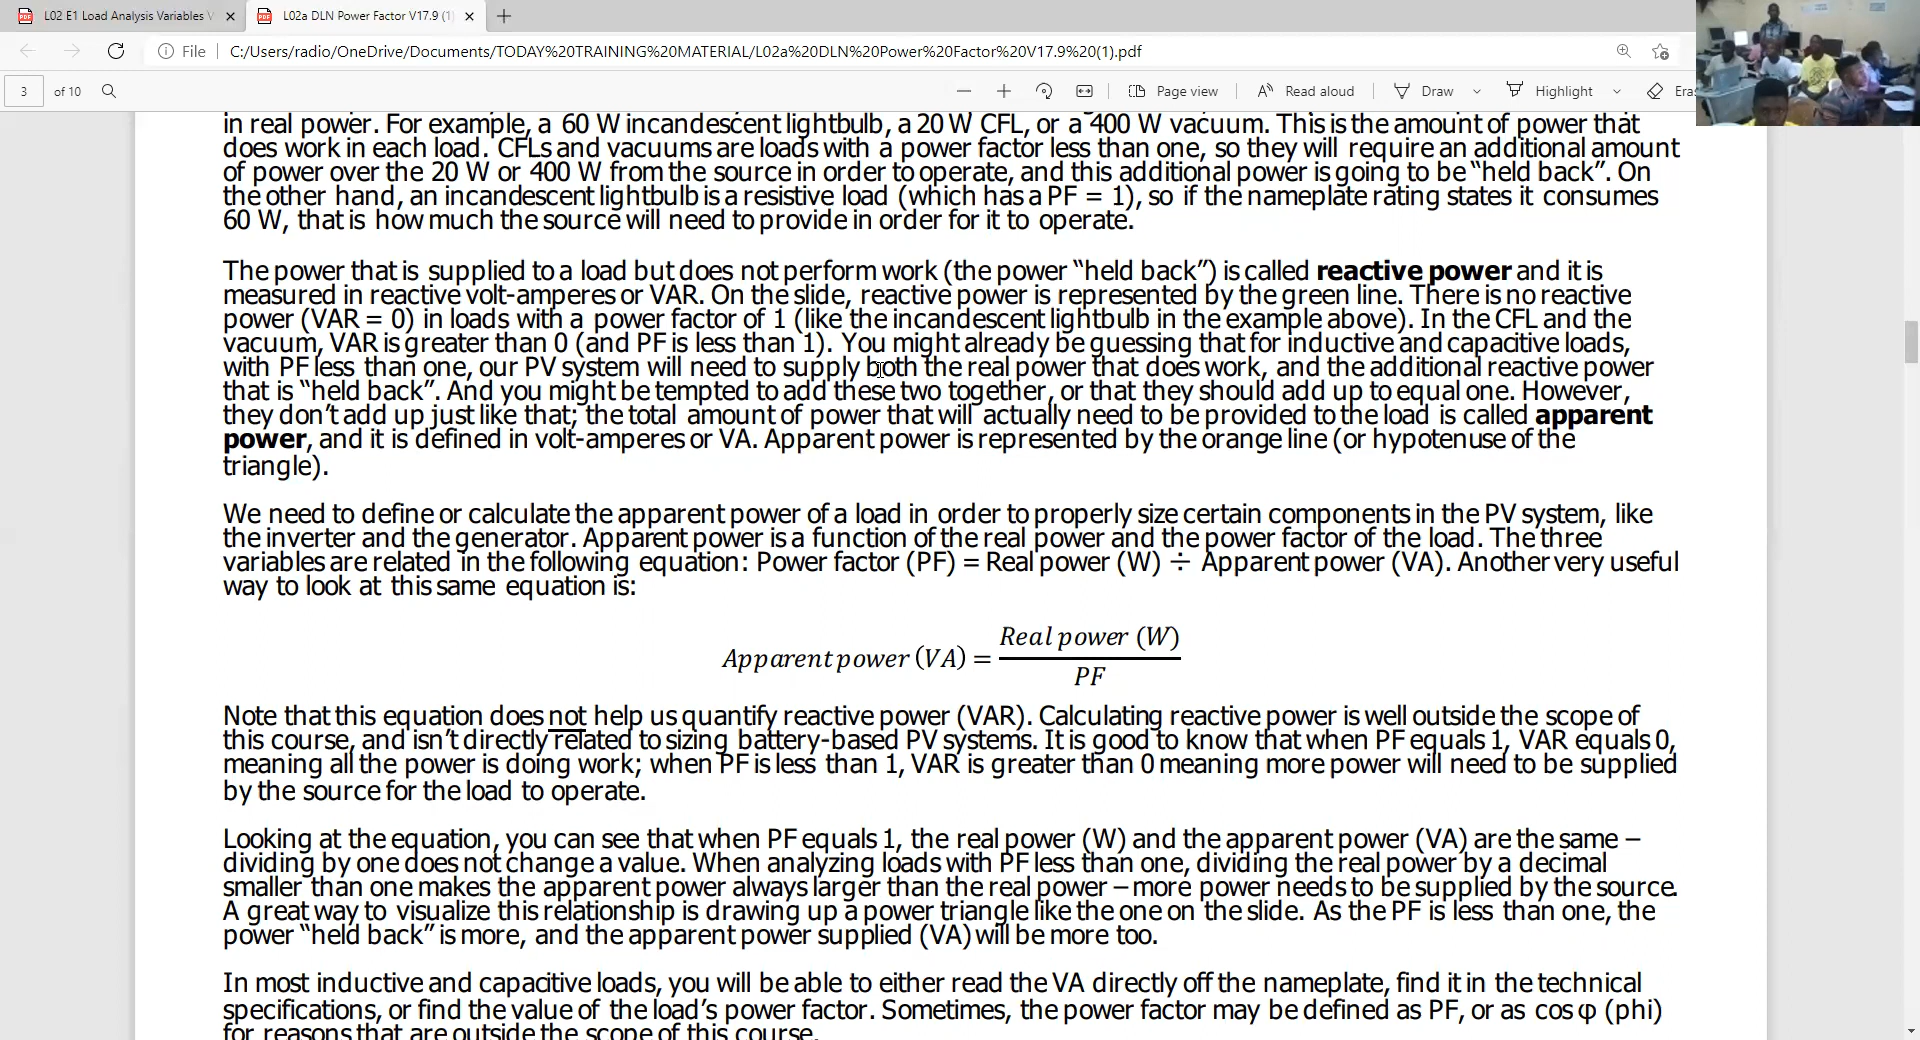 L02 E1 Load Analysis Variables V
L02a DLN Power Factor V17.9 (1)
File
C:/Users/radio/OneDrive/Documents/TODAY%20TRAINING%20MATERIAL/L02a%20DLN%20Power%20Factor%20V17.9%20(1).pdf
3 of 10
Page view
Read aloud
Draw
Highlight
Eras
in real power. For example, a 60 W incandescent lightbulb, a 20 W CFL, or a 400 W vacuum. This is the amount of power that
does work in each load. CFLs and vacuums are loads with a power factor less than one, so they will require an additional amount
of power over the 20 W or 400 W from the source in order to operate, and this additional power is going to be “held back”. On
the other hand, an incandescent lightbulb is a resistive load (which has a PF = 1), so if the nameplate rating states it consumes
60 W, that is how much the source will need to provide in order for it to operate.
The power that is supplied to a load but does not perform work (the power “held back”) is called reactive power and it is
measured in reactive volt-amperes or VAR. On the slide, reactive power is represented by the green line. There is no reactive
power (VAR = 0) in loads with a power factor of 1 (like the incandescent lightbulb in the example above). In the CFL and the
vacuum, VAR is greater than 0 (and PF is less than 1). You might already be guessing that for inductive and capacitive loads,
with PF less than one, our PV system will need to supply both the real power that does work, and the additional reactive power
that is “held back”. And you might be tempted to add these two together, or that they should add up to equal one. However,
they don’t add up just like that; the total amount of power that will actually need to be provided to the load is called apparent
power, and it is defined in volt-amperes or VA. Apparent power is represented by the orange line (or hypotenuse of the
triangle).
We need to define or calculate the apparent power of a load in order to properly size certain components in the PV system, like
the inverter and the generator. Apparent power is a function of the real power and the power factor of the load. The three
variables are related in the following equation: Power factor (PF) = Real power (W) ÷ Apparent power (VA). Another very useful
way to look at this same equation is:
Apparent power (VA) = Real power (W) / PF
Note that this equation does not help us quantify reactive power (VAR). Calculating reactive power is well outside the scope of
this course, and isn’t directly related to sizing battery-based PV systems. It is good to know that when PF equals 1, VAR equals 0,
meaning all the power is doing work; when PF is less than 1, VAR is greater than 0 meaning more power will need to be supplied
by the source for the load to operate.
Looking at the equation, you can see that when PF equals 1, the real power (W) and the apparent power (VA) are the same –
dividing by one does not change a value. When analyzing loads with PF less than one, dividing the real power by a decimal
smaller than one makes the apparent power always larger than the real power – more power needs to be supplied by the source.
A great way to visualize this relationship is drawing up a power triangle like the one on the slide. As the PF is less than one, the
power “held back” is more, and the apparent power supplied (VA) will be more too.
In most inductive and capacitive loads, you will be able to either read the VA directly off the nameplate, find it in the technical
specifications, or find the value of the load’s power factor. Sometimes, the power factor may be defined as PF, or as cos φ (phi)
for reasons that are outside the scope of this course.